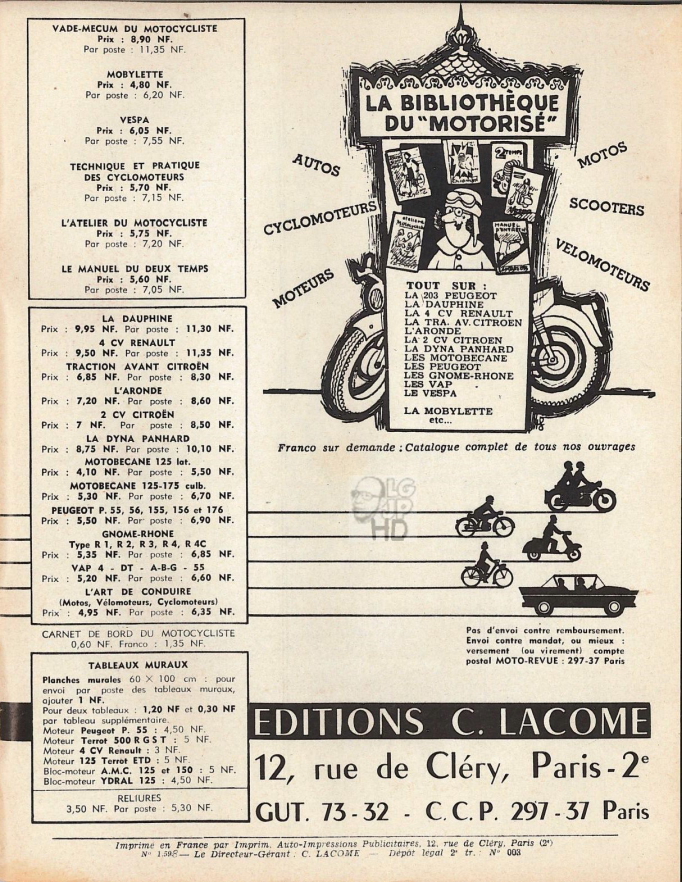 VADE-MECUM DU MOTOCYCLISTE
Prix : 8,90 NF.
Par poste : 11,35 NF.
MOBYLETTE
Prix : 4,80 NF.
Par poste : 6,20 NF.
VESPA
Prix : 6,05 NF.
Par poste : 7,55 NF.
TECHNIQUE ET PRATIQUE
DES CYCLOMOTEURS
Prix : 5,70 NF.
Par poste : 7,15 NF.
L'ATELIER DU MOTOCYCLISTE
Prix : 5,75 NF.
Par poste : 7,20 NF.
LE MANUEL DU DEUX TEMPS
Prix : 5,60 NF.
Par poste : 7,05 NF.
LA DAUPHINE
Prix : 9,95 NF. Par poste : 11,30 NF.
4 CV RENAULT
Prix : 9,50 NF. Par poste : 11,35 NF.
TRACTION AVANT CITROËN
Prix : 6,85 NF. Par poste : 8,30 NF.
L'ARONDE
Prix : 7,20 NF. Par poste : 8,60 NF.
2 CV CITROËN
Prix : 7 NF. Par poste : 8,50 NF.
LA DYNA PANHARD
Prix : 8,75 NF. Par poste : 10,10 NF.
MOTOBECANE 125 lat.
Prix : 4,10 NF. Par poste : 5,50 NF.
MOTOBECANE 125-175 culb.
Prix : 5,30 NF. Par poste : 6,70 NF.
PEUGEOT P. 55, 56, 155, 156 et 176
Prix : 5,50 NF. Par poste : 6,90 NF.
GNOME-RHONE
Type R 1, R 2, R 3, R 4, R 4C
Prix : 5,35 NF. Par poste : 6,85 NF.
VAP 4 - DT - A-B-G - 55
Prix : 5,20 NF. Par poste : 6,60 NF.
L'ART DE CONDUIRE
(Motos, Vélomoteurs, Cyclomoteurs)
Prix : 4,95 NF. Par poste : 6,35 NF.
CARNET DE BORD DU MOTOCYCLISTE
0,60 NF. Franco : 1,35 NF.
TABLEAUX MURAUX
Planches murales 60 × 100 cm : pour
envoi par poste des tableaux muraux,
ajouter 1 NF.
Pour deux tableaux : 1,20 NF et 0,30 NF
par tableau supplémentaire.
Moteur Peugeot P. 55 : 4,50 NF.
Moteur Terrot 500 R G S T : 5 NF.
Moteur 4 CV Renault : 3 NF.
Moteur 125 Terrot ETD : 5 NF.
Bloc-moteur A.M.C. 125 et 150 : 5 NF.
Bloc-moteur YDRAL 125 : 4,50 NF.
RELIURES
3,50 NF. Par poste : 5,30 NF.
LA BIBLIOTHÈQUE
DU "MOTORISÉ"
AUTOS
CYCLOMOTEURS
MOTEURS
MOTOS
SCOOTERS
VELOMOTEURS
2 TEMPS
MANUEL
D'ENTRETIEN
TOUT SUR :
LA 203 PEUGEOT
LA DAUPHINE
LA 4 CV RENAULT
LA TRA. AV. CITROEN
L'ARONDE
LA 2 CV CITROEN
LA DYNA PANHARD
LES MOTOBECANE
LES PEUGEOT
LES GNOME-RHONE
LES VAP
LE VESPA
LA MOBYLETTE
etc...
Franco sur demande : Catalogue complet de tous nos ouvrages
HD
Pas d'envoi contre remboursement.
Envoi contre mandat, ou mieux :
versement (ou virement) compte
postal MOTO-REVUE : 297-37 Paris
EDITIONS C. LACOME
12, rue de Cléry, Paris - 2e
GUT. 73-32 - C.C.P. 297-37 Paris
Imprimé en France par Imprim. Auto-Impressions Publicitaires, 12, rue de Cléry, Paris (2e)
N° 1.598 — Le Directeur-Gérant : C. LACOME — Dépôt légal 2e tr. : N° 003